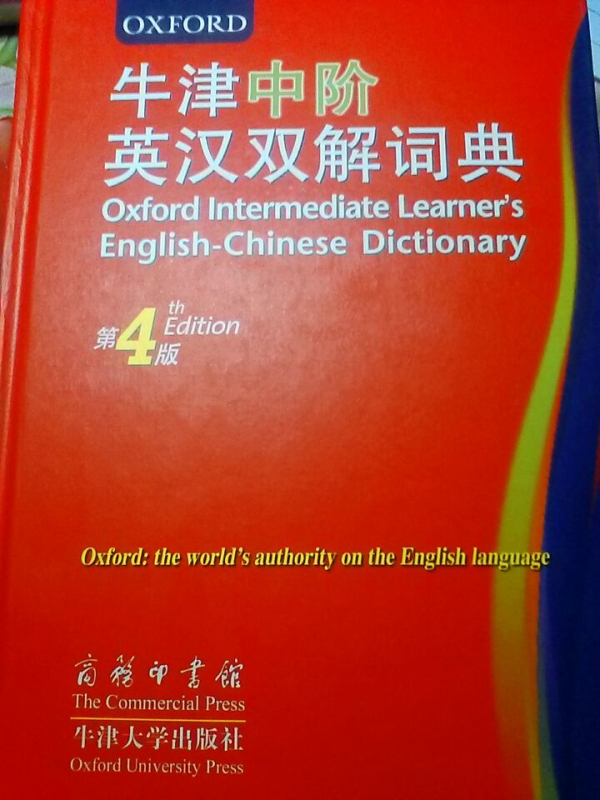 OXFORD
牛津中阶
英汉双解词典
Oxford Intermediate Learner's
English-Chinese Dictionary
第4版
4th Edition
Oxford: the world's authority on the English language
商務印書館
The Commercial Press
牛津大学出版社
Oxford University Press